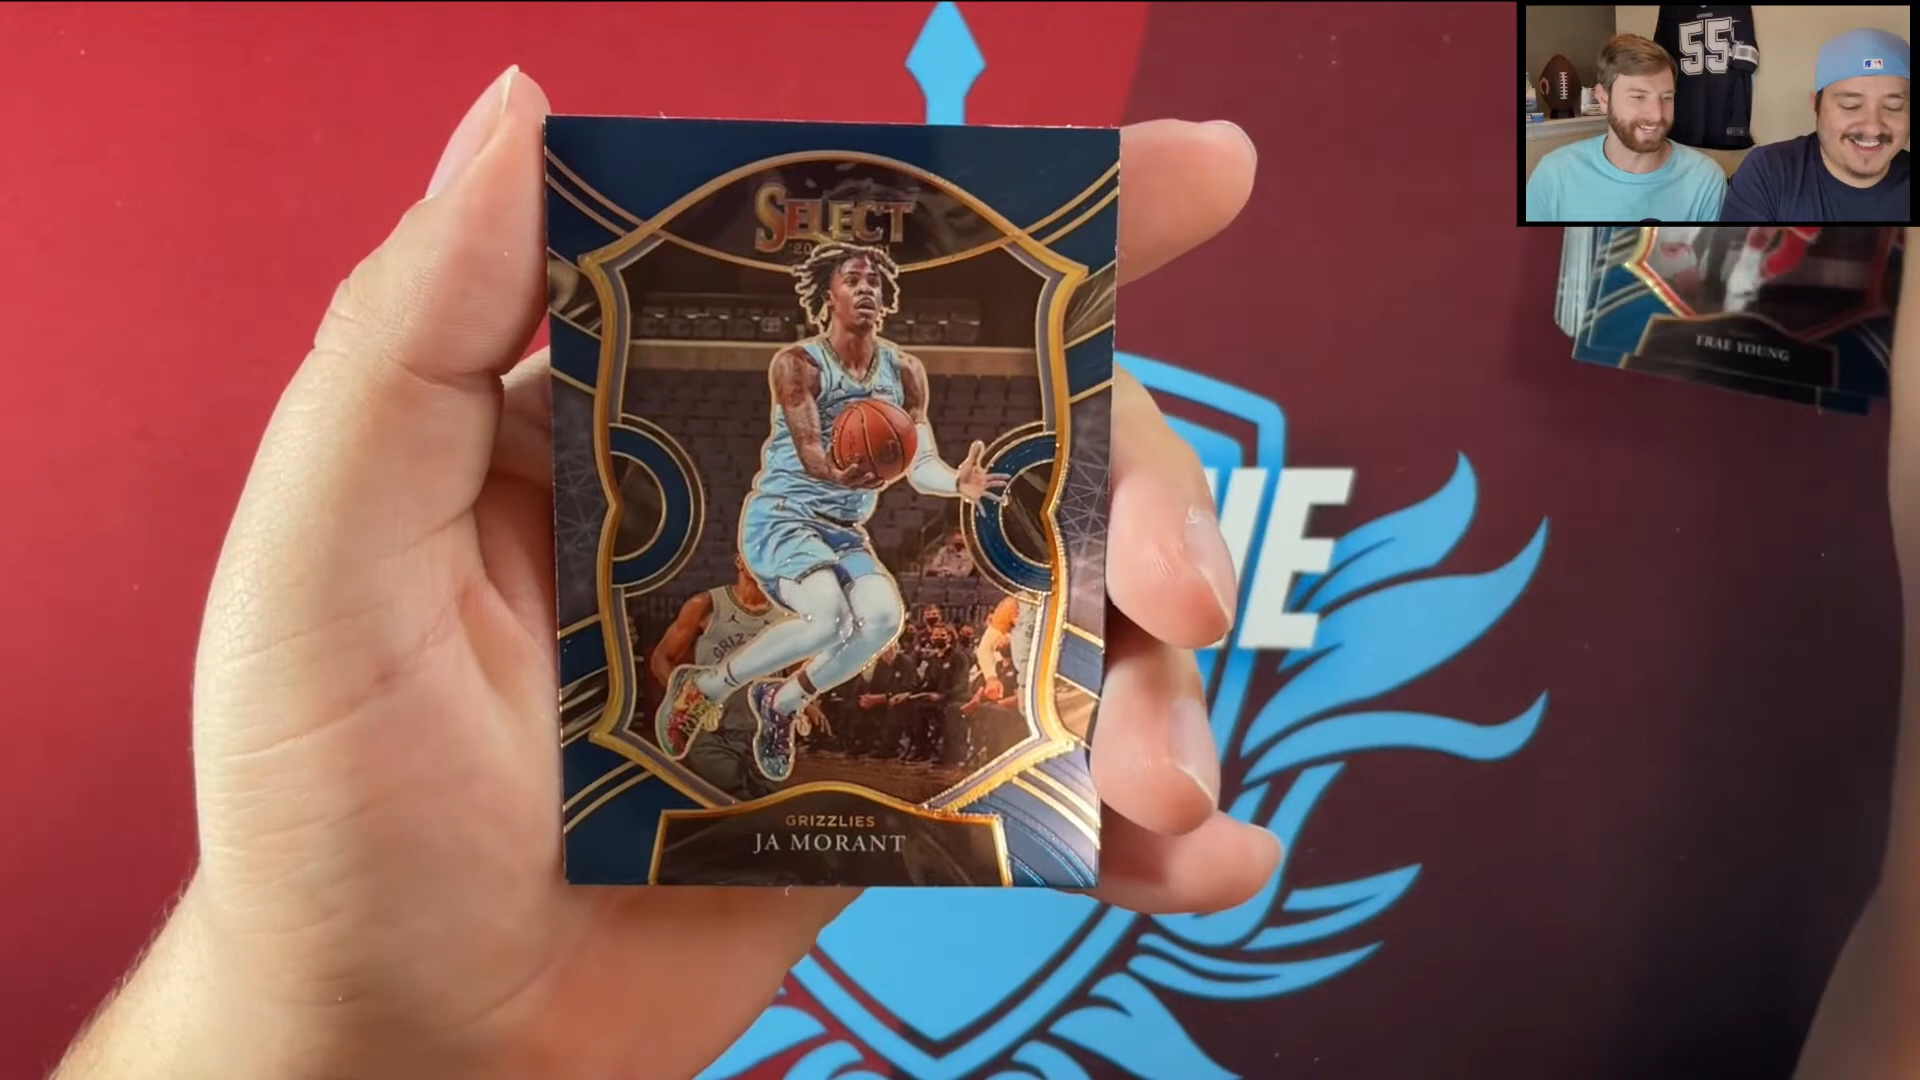 55
SELECT
TRAE YOUNG
GRIZZLIES
JA MORANT